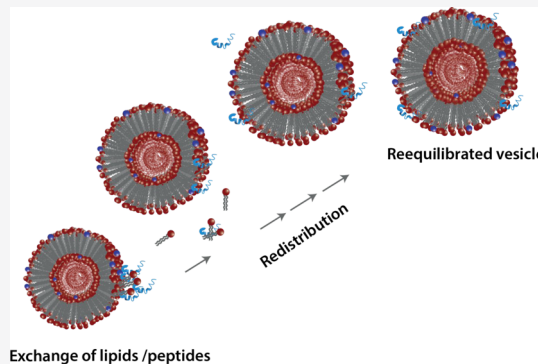 Reequilibrated vesicle
Redistribution
Exchange of lipids /peptides